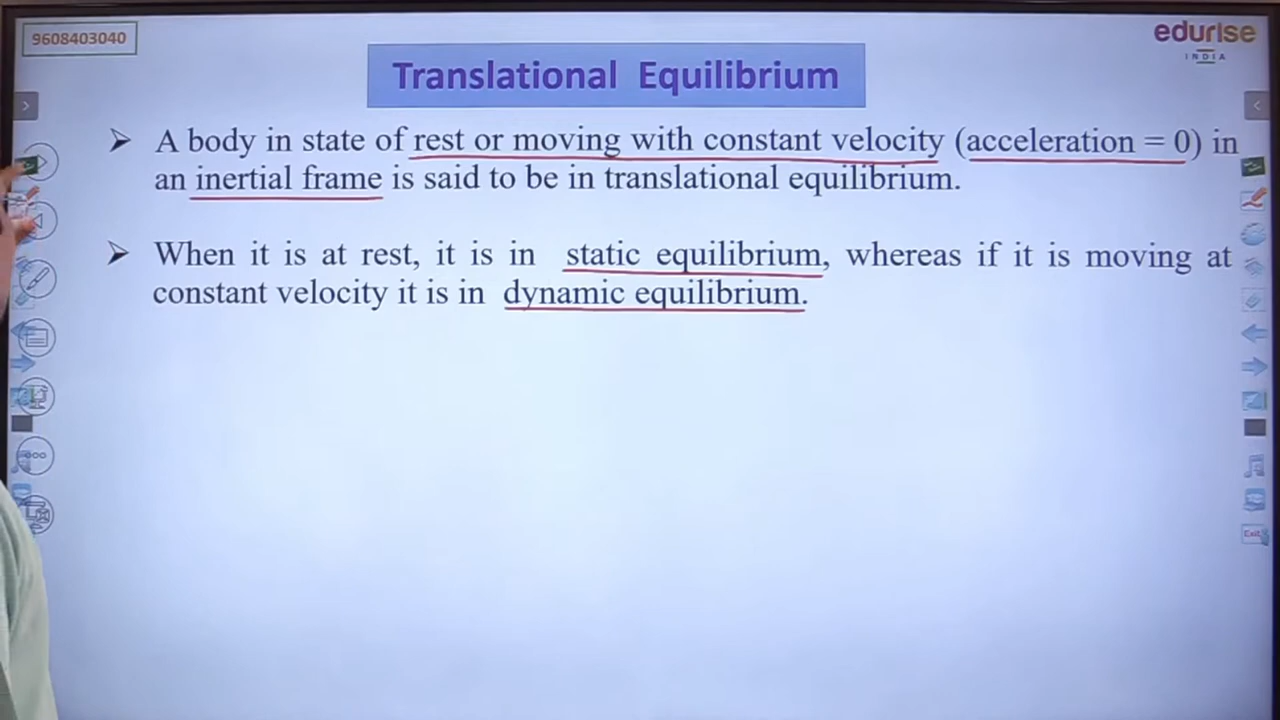 9608403040
edurise
INDIA
Translational Equilibrium
➢ A body in state of rest or moving with constant velocity (acceleration = 0) in
an inertial frame is said to be in translational equilibrium.
➢ When it is at rest, it is in static equilibrium, whereas if it is moving at
constant velocity it is in dynamic equilibrium.
Exit